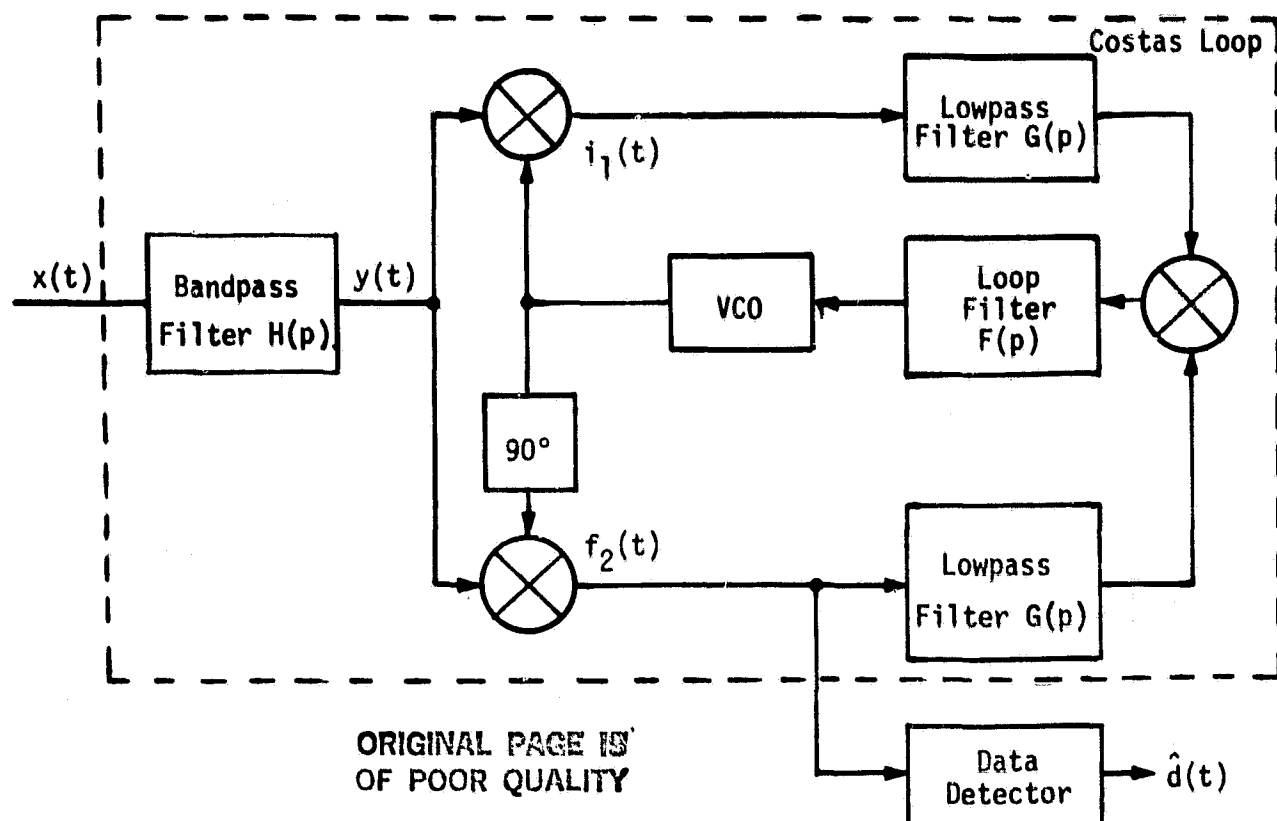 Costas Loop
Lowpass
Filter G(p)
i₁(t)
x(t)
Bandpass
Filter H(p)
y(t)
VCO
Loop
Filter
F(p)
90°
f₂(t)
Lowpass
Filter G(p)
ORIGINAL PAGE IS
OF POOR QUALITY
Data
Detector
d̂(t)